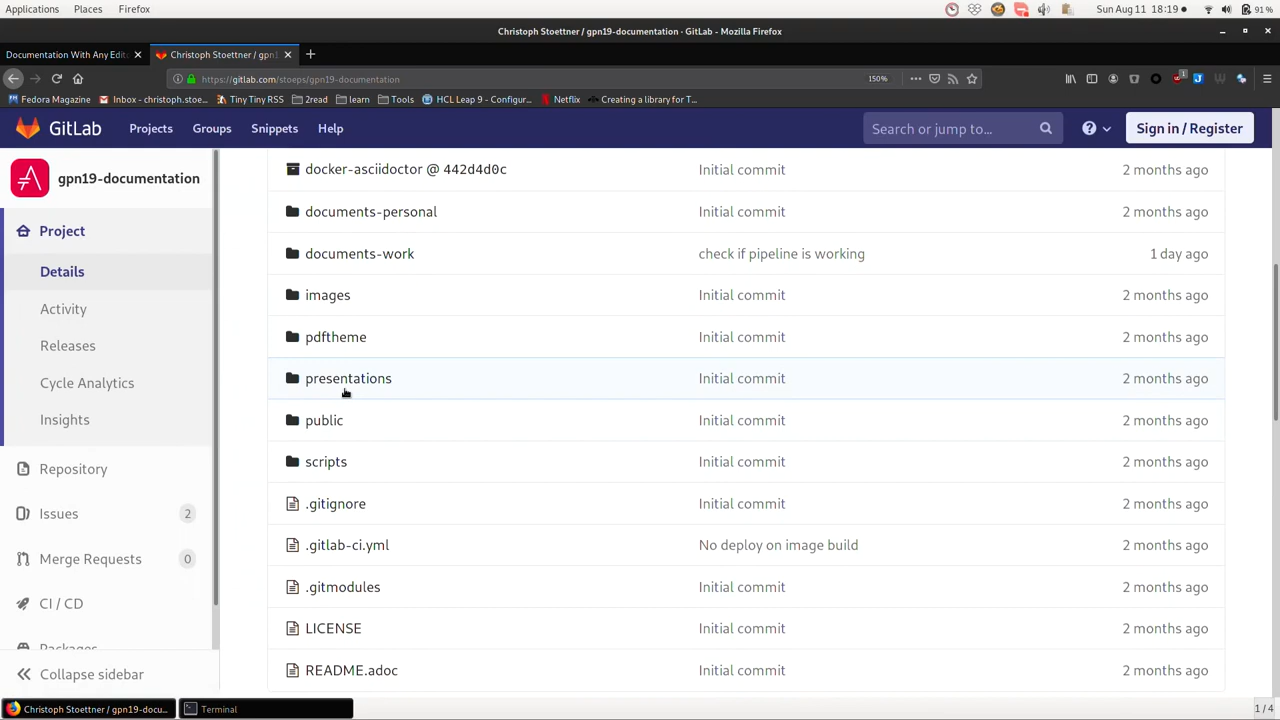 Applications Places Firefox Sun Aug 11 18:19 91 %
Christoph Stoettner / gpn19-documentation · GitLab - Mozilla Firefox
Documentation With Any Edit Christoph Stoettner / gpn1
https://gitlab.com/stoeps/gpn19-documentation 150%
Fedora Magazine Inbox - christoph.stoe... Tiny Tiny RSS 2read learn Tools HCL Leap 9 - Configur... Netflix Creating a library for T...
GitLab Projects Groups Snippets Help Search or jump to... Sign in / Register
gpn19-documentation
Project
Details
Activity
Releases
Cycle Analytics
Insights
Repository
Issues 2
Merge Requests 0
CI / CD
Packages
Collapse sidebar
docker-asciidoctor @ 442d4d0c Initial commit 2 months ago
documents-personal Initial commit 2 months ago
documents-work check if pipeline is working 1 day ago
images Initial commit 2 months ago
pdftheme Initial commit 2 months ago
presentations Initial commit 2 months ago
public Initial commit 2 months ago
scripts Initial commit 2 months ago
.gitignore Initial commit 2 months ago
.gitlab-ci.yml No deploy on image build 2 months ago
.gitmodules Initial commit 2 months ago
LICENSE Initial commit 2 months ago
README.adoc Initial commit 2 months ago
Christoph Stoettner / gpn19-docu... Terminal 1 / 4